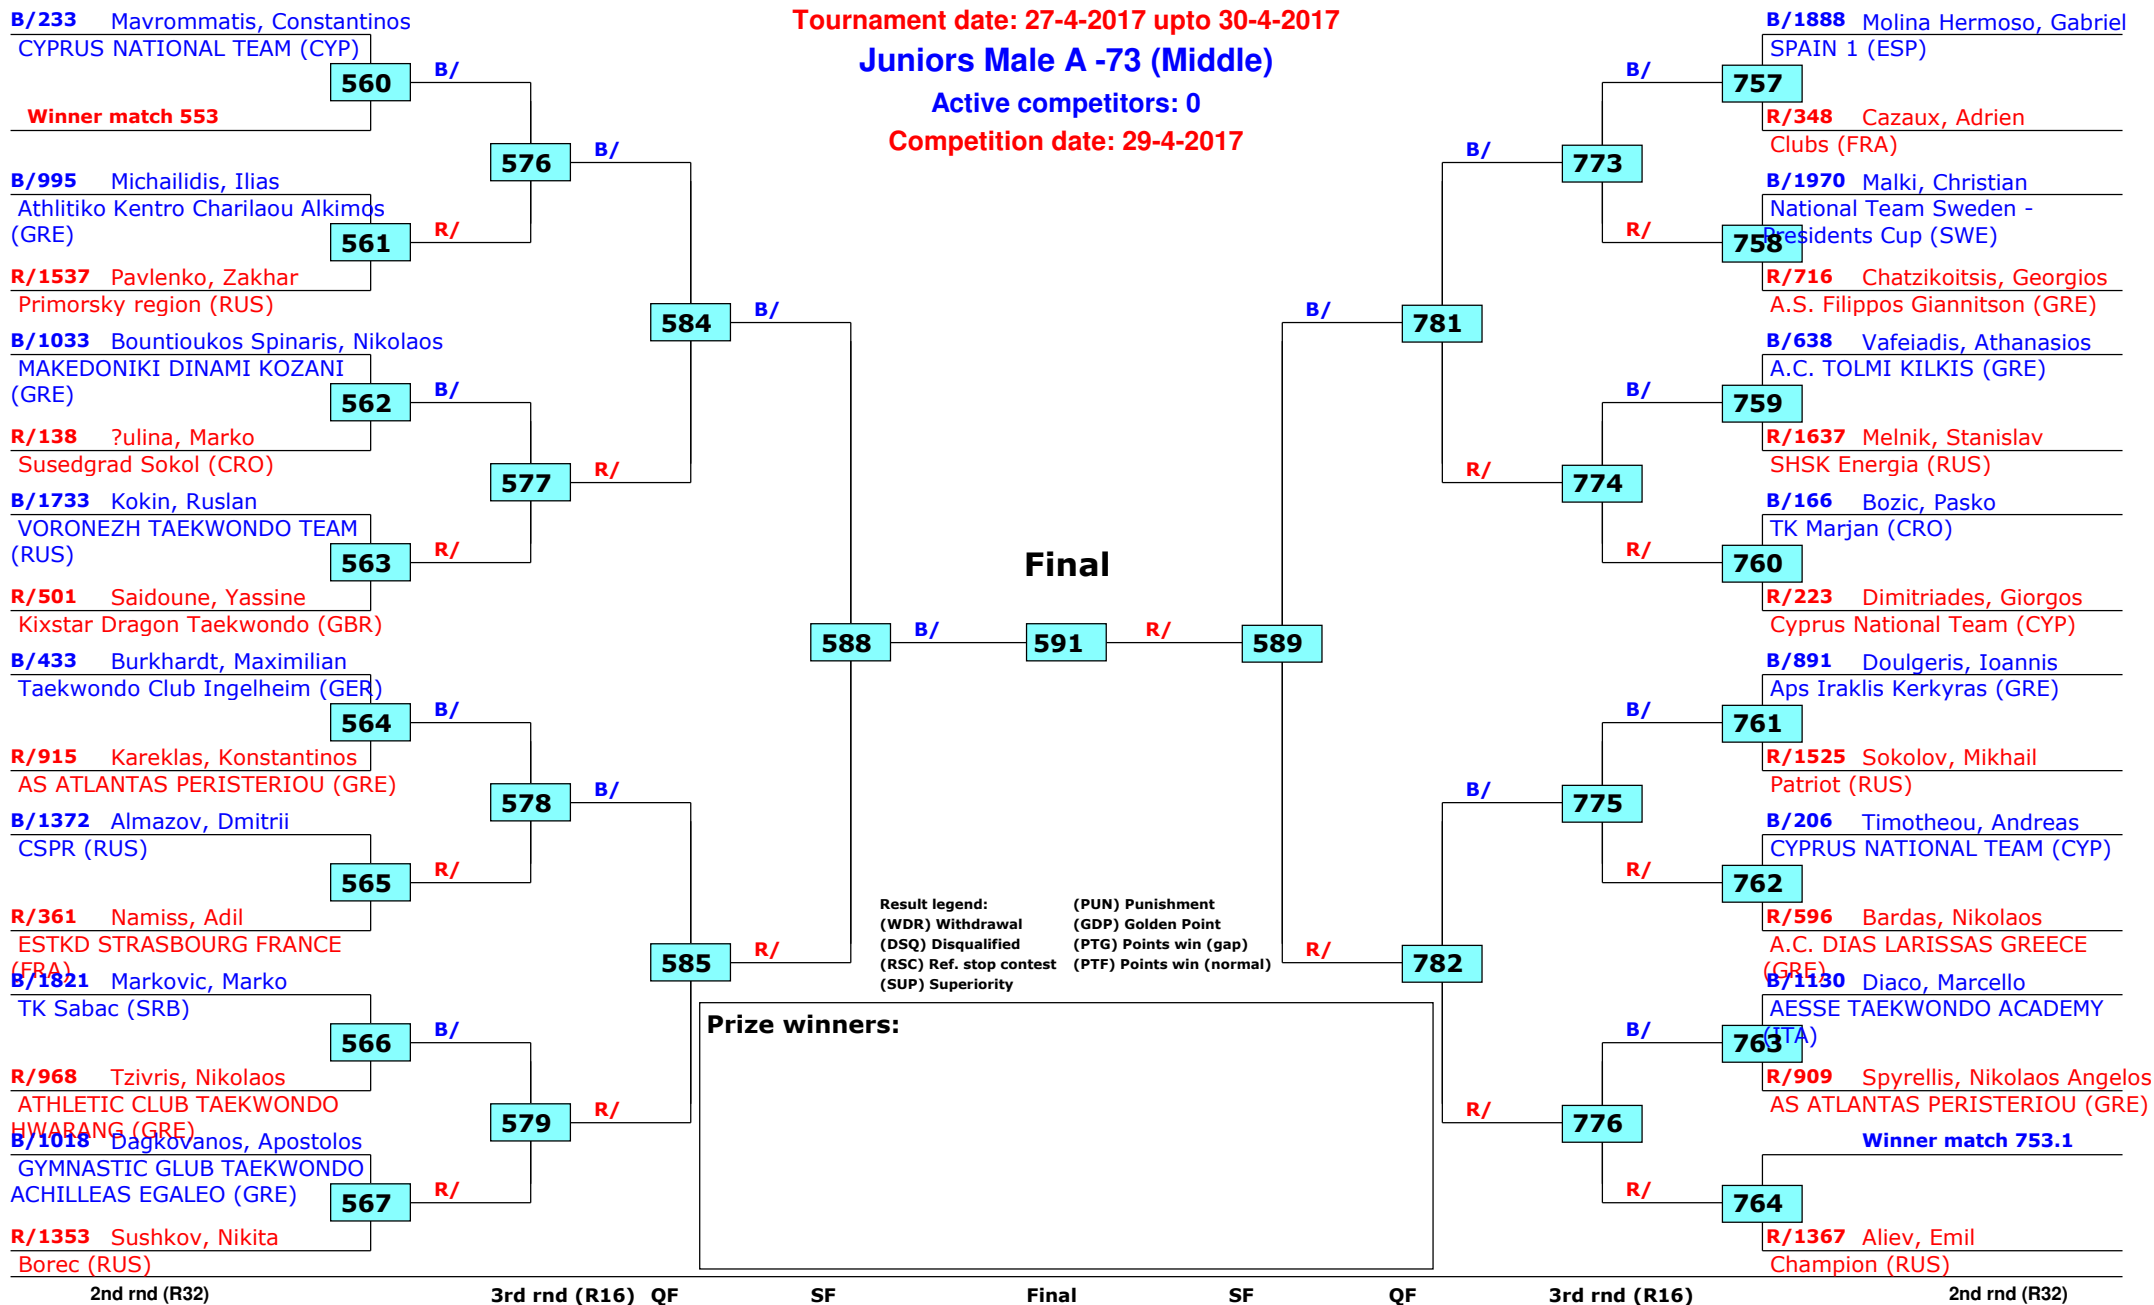 Tournament date: 27-4-2017 upto 30-4-2017
Juniors Male A -73 (Middle)
Active competitors: 0
Competition date: 29-4-2017
B/233 Mavrommatis, Constantinos
CYPRUS NATIONAL TEAM (CYP)
560
B/
Winner match 553
576
B/
B/995 Michailidis, Ilias
Athlitiko Kentro Charilaou Alkimos
(GRE)
561
R/
R/1537 Pavlenko, Zakhar
Primorsky region (RUS)
584
B/
B/1033 Bountioukos Spinaris, Nikolaos
MAKEDONIKI DINAMI KOZANI
(GRE)
562
B/
R/138 ?ulina, Marko
Susedgrad Sokol (CRO)
577
R/
B/1733 Kokin, Ruslan
VORONEZH TAEKWONDO TEAM
(RUS)
563
R/
R/501 Saidoune, Yassine
Kixstar Dragon Taekwondo (GBR)
588
B/
B/433 Burkhardt, Maximilian
Taekwondo Club Ingelheim (GER)
564
B/
R/915 Kareklas, Konstantinos
AS ATLANTAS PERISTERIOU (GRE)
578
B/
B/1372 Almazov, Dmitrii
CSPR (RUS)
565
R/
R/361 Namiss, Adil
ESTKD STRASBOURG FRANCE
(FRA)
585
R/
B/1821 Markovic, Marko
TK Sabac (SRB)
566
B/
R/968 Tzivris, Nikolaos
ATHLETIC CLUB TAEKWONDO
HWARANG (GRE)
579
R/
B/1018 Dagkovanos, Apostolos
GYMNASTIC GLUB TAEKWONDO
ACHILLEAS EGALEO (GRE)
567
R/
R/1353 Sushkov, Nikita
Borec (RUS)
Final
591
R/
589
B/1888 Molina Hermoso, Gabriel
SPAIN 1 (ESP)
B/
757
R/348 Cazaux, Adrien
Clubs (FRA)
B/
773
B/1970 Malki, Christian
National Team Sweden -
Presidents Cup (SWE)
R/
758
R/716 Chatzikoitsis, Georgios
A.S. Filippos Giannitson (GRE)
B/
781
B/638 Vafeiadis, Athanasios
A.C. TOLMI KILKIS (GRE)
B/
759
R/1637 Melnik, Stanislav
SHSK Energia (RUS)
R/
774
B/166 Bozic, Pasko
TK Marjan (CRO)
R/
760
R/223 Dimitriades, Giorgos
Cyprus National Team (CYP)
B/891 Doulgeris, Ioannis
Aps Iraklis Kerkyras (GRE)
B/
761
R/1525 Sokolov, Mikhail
Patriot (RUS)
B/
775
B/206 Timotheou, Andreas
CYPRUS NATIONAL TEAM (CYP)
R/
762
R/596 Bardas, Nikolaos
A.C. DIAS LARISSAS GREECE
(GRE)
R/
782
B/1130 Diaco, Marcello
AESSE TAEKWONDO ACADEMY
(ITA)
B/
763
R/909 Spyrellis, Nikolaos Angelos
AS ATLANTAS PERISTERIOU (GRE)
R/
776
Winner match 753.1
R/
764
R/1367 Aliev, Emil
Champion (RUS)
Result legend: (PUN) Punishment
(WDR) Withdrawal (GDP) Golden Point
(DSQ) Disqualified (PTG) Points win (gap)
(RSC) Ref. stop contest (PTF) Points win (normal)
(SUP) Superiority
Prize winners:
2nd rnd (R32) 3rd rnd (R16) QF SF Final SF QF 3rd rnd (R16) 2nd rnd (R32)